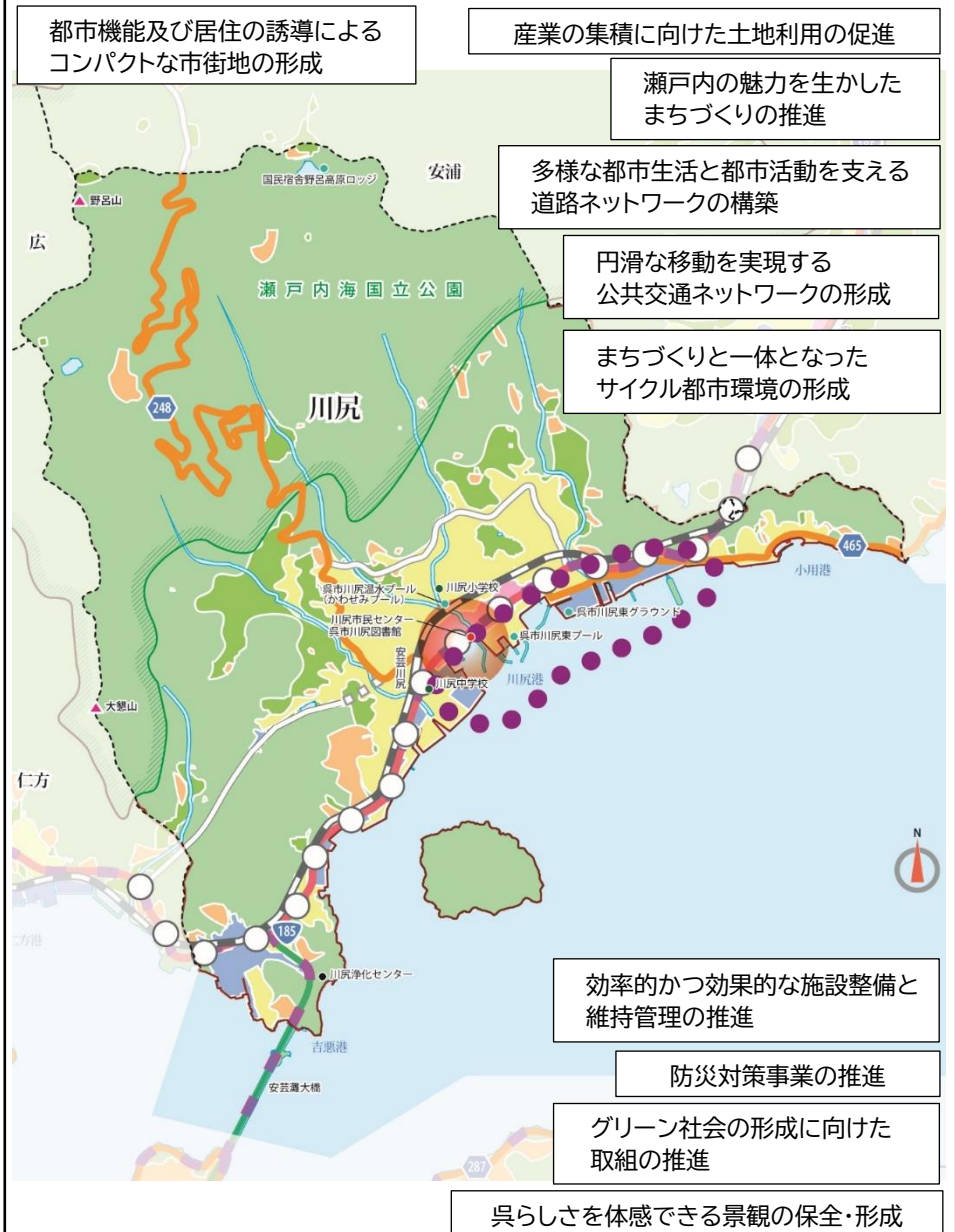 都市機能及び居住の誘導による
コンパクトな市街地の形成
産業の集積に向けた土地利用の促進
瀬戸内の魅力を生かした
まちづくりの推進
多様な都市生活と都市活動を支える
道路ネットワークの構築
円滑な移動を実現する
公共交通ネットワークの形成
まちづくりと一体となった
サイクル都市環境の形成
国民宿舎野呂高原ロッジ
安浦
野呂山
広
瀬戸内海国立公園
川尻
248
465
小用港
呉市川尻温水プール
(かわせみプール)
川尻小学校
呉市川尻東グラウンド
川尻市民センター
呉市川尻図書館
呉市川尻東プール
安芸川尻
川尻港
川尻中学校
大懇山
仁方
N
仁方港
185
川尻浄化センター
吉悪港
安芸灘大橋
287
効率的かつ効果的な施設整備と
維持管理の推進
防災対策事業の推進
グリーン社会の形成に向けた
取組の推進
呉らしさを体感できる景観の保全・形成